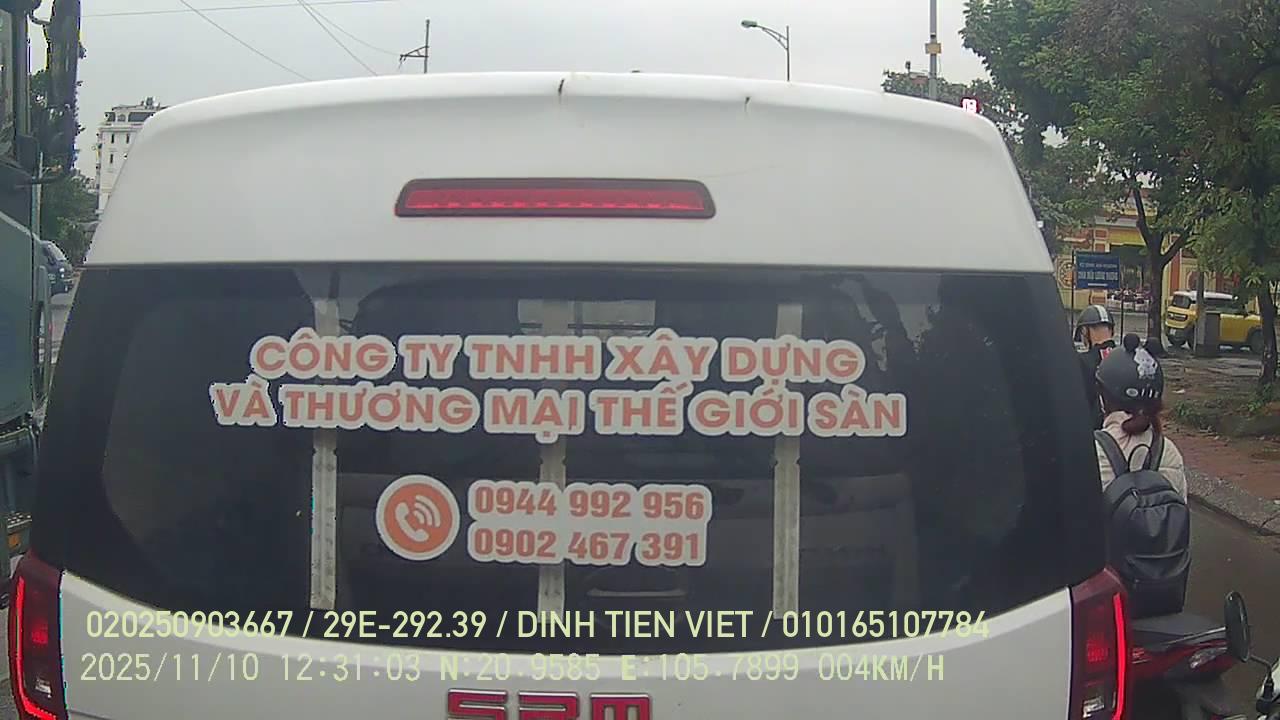 CÔNG TY TNHH XÂY DỰNG
VÀ THƯƠNG MẠI THẾ GIỚI SÀN
0944 992 956
0902 467 391
020250903667 / 29E-292.39 / DINH TIEN VIET / 010165107784
2025/11/10 12:31:03 N:20.9585 E:105.7899 004KM/H
SRM